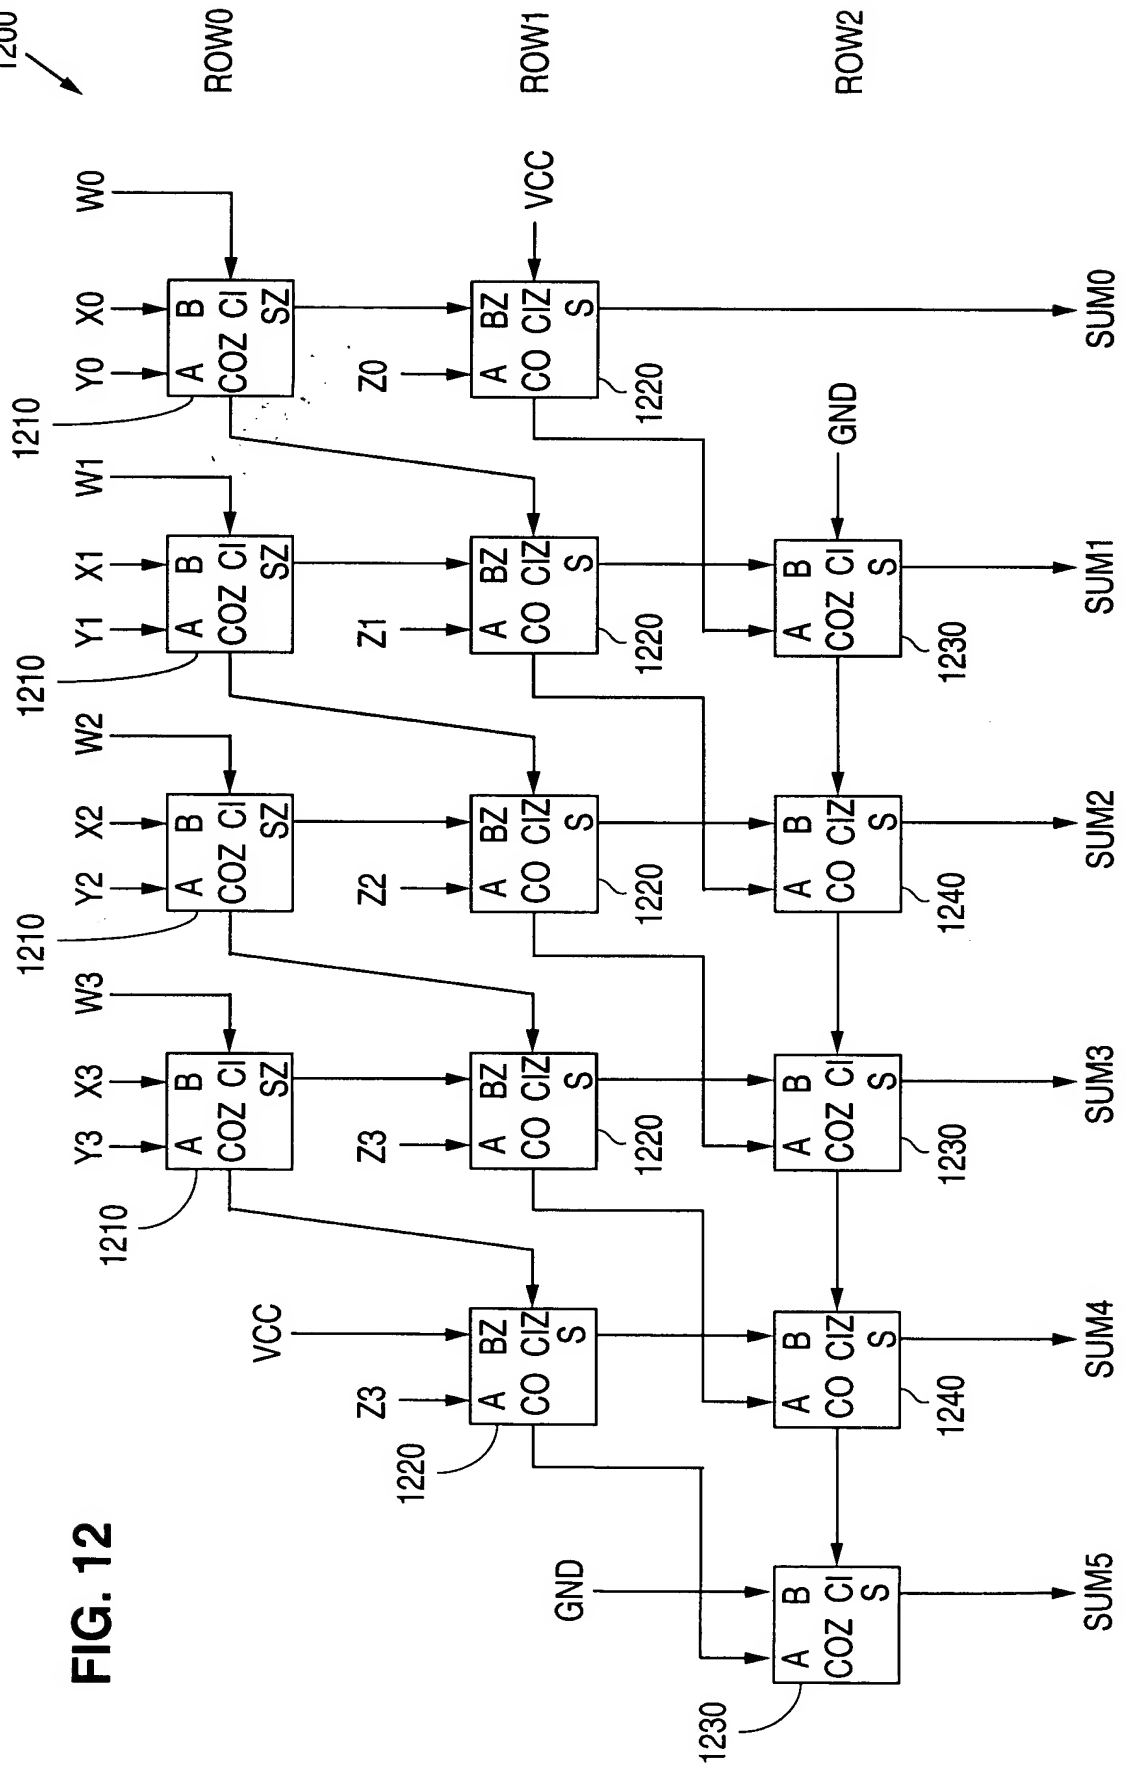 1200
1210 1210 1210
FIG. 12
Y3 X3 W3 Y2 X2 W2 Y1 X1 W1 Y0 X0 W0
1210
A B A B A B A B
COZ CI COZ CI COZ CI COZ CI ROW0
SZ SZ SZ SZ
VCC
Z3 Z3 Z2 Z1 Z0
1220
A BZ A BZ A BZ A BZ A BZ
CO CIZ CO CIZ CO CIZ CO CIZ CO CIZ VCC ROW1
S S S S S
GND
1220 1220 1220 1220
1230
A B A B A B A B A B
COZ CI CO CIZ COZ CI CO CIZ COZ CI GND ROW2
S S S S S
1240 1230 1240 1230
SUM5 SUM4 SUM3 SUM2 SUM1 SUM0